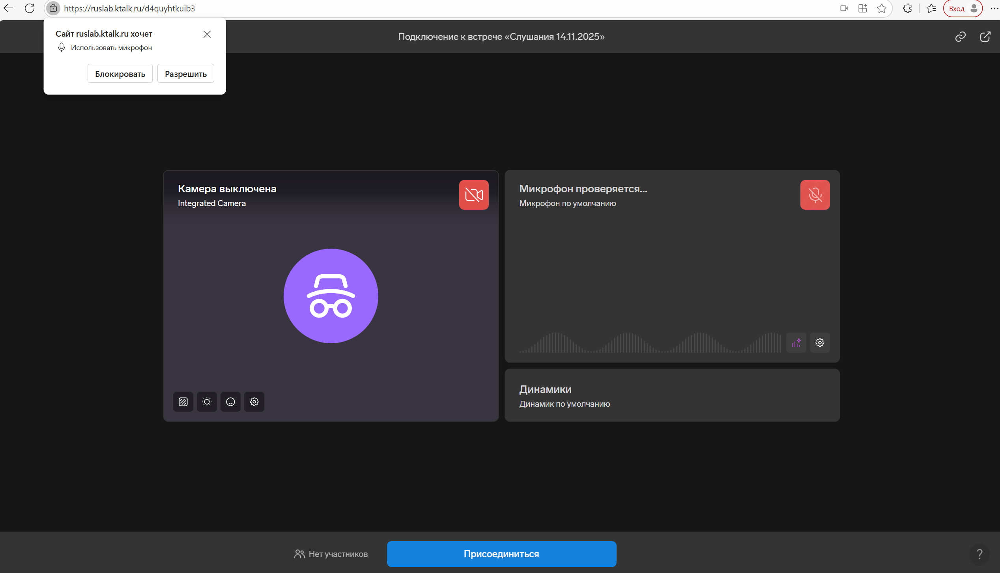 https://ruslab.ktalk.ru/d4quyhtkuib3
Вход
Сайт ruslab.ktalk.ru хочет
Использовать микрофон
Блокировать
Разрешить
Подключение к встрече «Слушания 14.11.2025»
Камера выключена
Integrated Camera
Микрофон проверяется...
Микрофон по умолчанию
Динамики
Динамик по умолчанию
Нет участников
Присоединиться
?